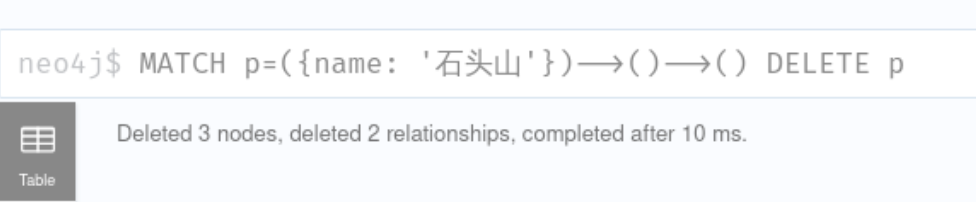 neo4j$ MATCH p=({name: '石头山'})-->()-->() DELETE p
Deleted 3 nodes, deleted 2 relationships, completed after 10 ms.
Table